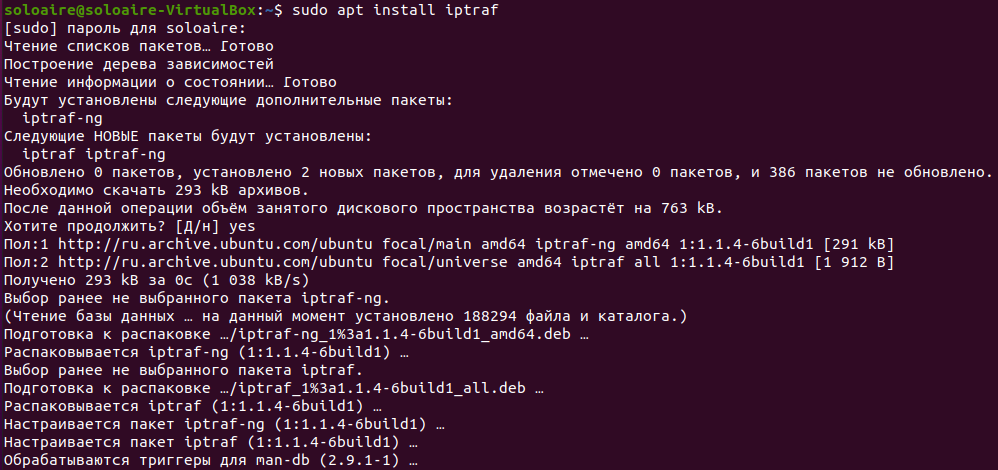 soloaire@soloaire-VirtualBox:~$ sudo apt install iptraf
[sudo] пароль для soloaire:
Чтение списков пакетов… Готово
Построение дерева зависимостей
Чтение информации о состоянии… Готово
Будут установлены следующие дополнительные пакеты:
  iptraf-ng
Следующие НОВЫЕ пакеты будут установлены:
  iptraf iptraf-ng
Обновлено 0 пакетов, установлено 2 новых пакетов, для удаления отмечено 0 пакетов, и 386 пакетов не обновлено.
Необходимо скачать 293 kB архивов.
После данной операции объём занятого дискового пространства возрастёт на 763 kB.
Хотите продолжить? [Д/н] yes
Пол:1 http://ru.archive.ubuntu.com/ubuntu focal/main amd64 iptraf-ng amd64 1:1.1.4-6build1 [291 kB]
Пол:2 http://ru.archive.ubuntu.com/ubuntu focal/universe amd64 iptraf all 1:1.1.4-6build1 [1 912 B]
Получено 293 kB за 0с (1 038 kB/s)
Выбор ранее не выбранного пакета iptraf-ng.
(Чтение базы данных … на данный момент установлено 188294 файла и каталога.)
Подготовка к распаковке …/iptraf-ng_1%3a1.1.4-6build1_amd64.deb …
Распаковывается iptraf-ng (1:1.1.4-6build1) …
Выбор ранее не выбранного пакета iptraf.
Подготовка к распаковке …/iptraf_1%3a1.1.4-6build1_all.deb …
Распаковывается iptraf (1:1.1.4-6build1) …
Настраивается пакет iptraf-ng (1:1.1.4-6build1) …
Настраивается пакет iptraf (1:1.1.4-6build1) …
Обрабатываются триггеры для man-db (2.9.1-1) …